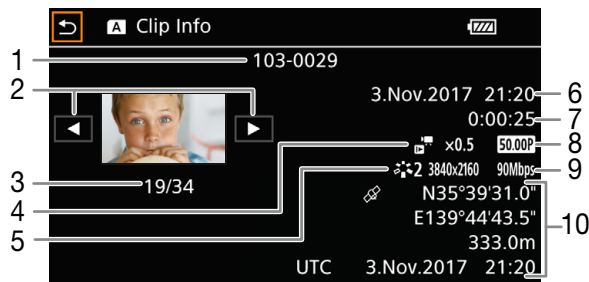 A Clip Info
1 103-0029
2
3.Nov.2017 21:20 6
0:00:25 7
×0.5 50.00P 8
2 3840x2160 90Mbps 9
3 19/34
4
5
N35°39'31.0"
E139°44'43.5" 10
333.0m
UTC 3.Nov.2017 21:20